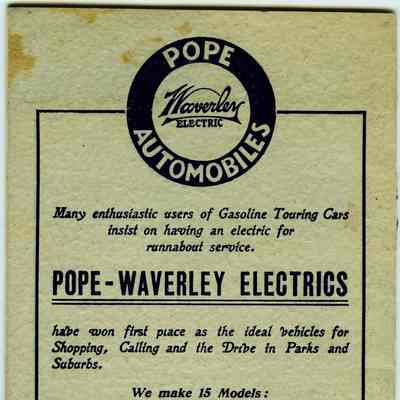 POPE
Waverley
ELECTRIC
AUTOMOBILES
Many enthusiastic users of Gasoline Touring Cars
insist on having an electric for
runnabout service.
POPE-WAVERLEY ELECTRICS
have won first place as the ideal vehicles for
Shopping, Calling and the Drive in Parks and
Suburbs.
We make 15 Models: